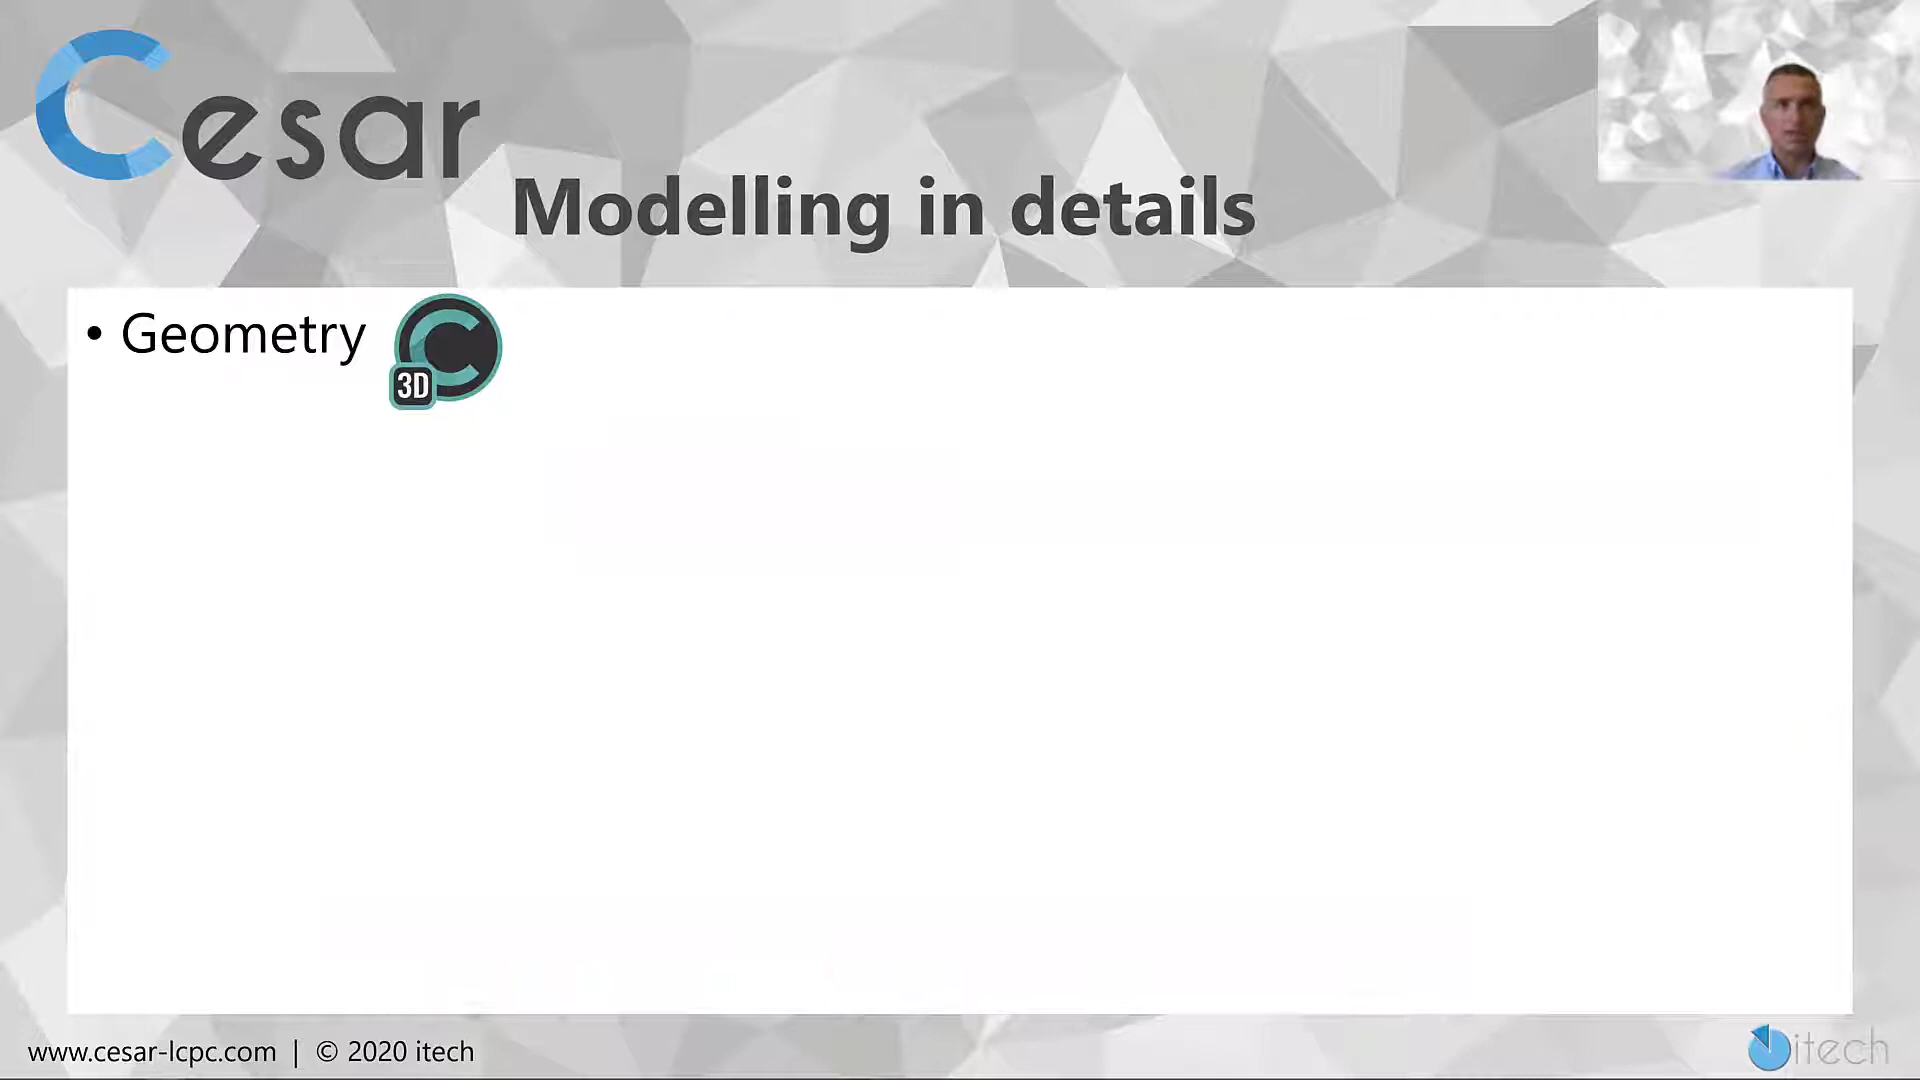 Cesar
Modelling in details
• Geometry
3D
www.cesar-lcpc.com | © 2020 itech
itech